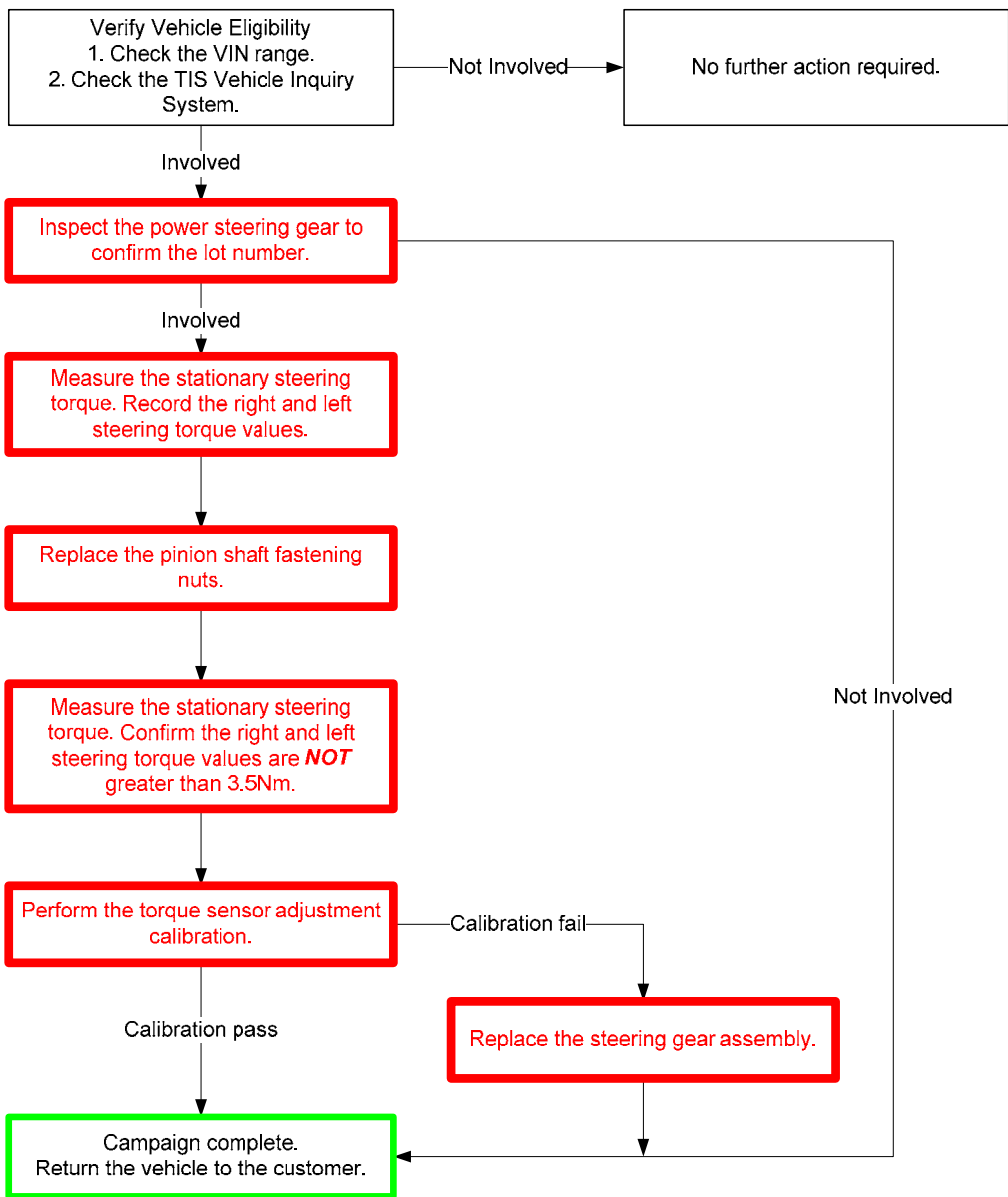 Verify Vehicle Eligibility
1. Check the VIN range.
2. Check the TIS Vehicle Inquiry
System.
Not Involved
No further action required.
Involved
Inspect the power steering gear to
confirm the lot number.
Involved
Measure the stationary steering
torque. Record the right and left
steering torque values.
Replace the pinion shaft fastening
nuts.
Measure the stationary steering
torque. Confirm the right and left
steering torque values are NOT
greater than 3.5Nm.
Not Involved
Perform the torque sensor adjustment
calibration.
Calibration fail
Calibration pass
Replace the steering gear assembly.
Campaign complete.
Return the vehicle to the customer.